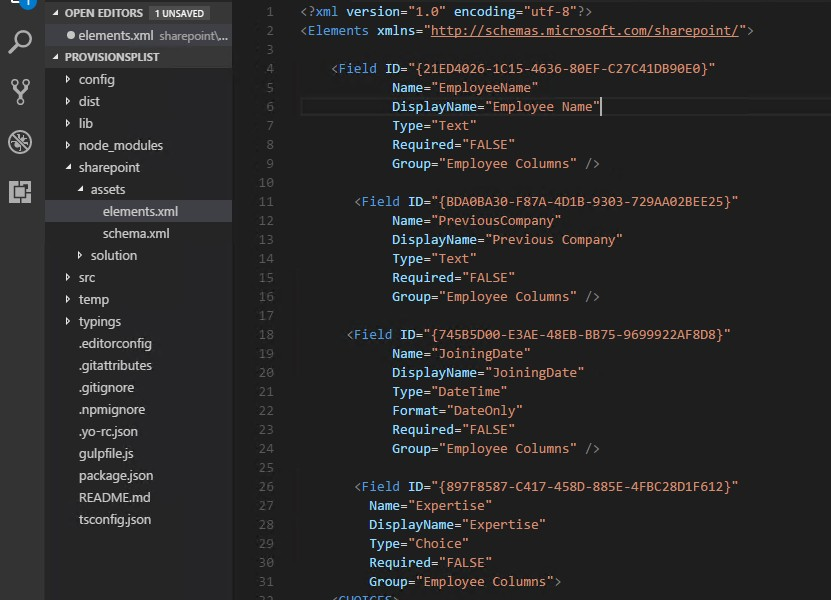 1
OPEN EDITORS 1 UNSAVED
elements.xml sharepoint\...
PROVISIONSPLIST
config
dist
lib
node_modules
sharepoint
assets
elements.xml
schema.xml
solution
src
temp
typings
.editorconfig
.gitattributes
.gitignore
.npmignore
.yo-rc.json
gulpfile.js
package.json
README.md
tsconfig.json
1 <?xml version="1.0" encoding="utf-8"?>
2 <Elements xmlns="http://schemas.microsoft.com/sharepoint/">
3
4 <Field ID="{21ED4026-1C15-4636-80EF-C27C41DB90E0}"
5 Name="EmployeeName"
6 DisplayName="Employee Name"
7 Type="Text"
8 Required="FALSE"
9 Group="Employee Columns" />
10
11 <Field ID="{BDA0BA30-F87A-4D1B-9303-729AA02BEE25}"
12 Name="PreviousCompany"
13 DisplayName="Previous Company"
14 Type="Text"
15 Required="FALSE"
16 Group="Employee Columns" />
17
18 <Field ID="{745B5D00-E3AE-48EB-BB75-9699922AF8D8}"
19 Name="JoiningDate"
20 DisplayName="JoiningDate"
21 Type="DateTime"
22 Format="DateOnly"
23 Required="FALSE"
24 Group="Employee Columns" />
25
26 <Field ID="{897F8587-C417-458D-885E-4FBC28D1F612}"
27 Name="Expertise"
28 DisplayName="Expertise"
29 Type="Choice"
30 Required="FALSE"
31 Group="Employee Columns">
32 <CHOICES>